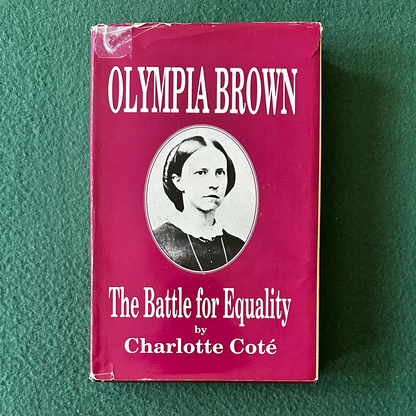 OLYMPIA BROWN
The Battle for Equality
by
Charlotte Coté